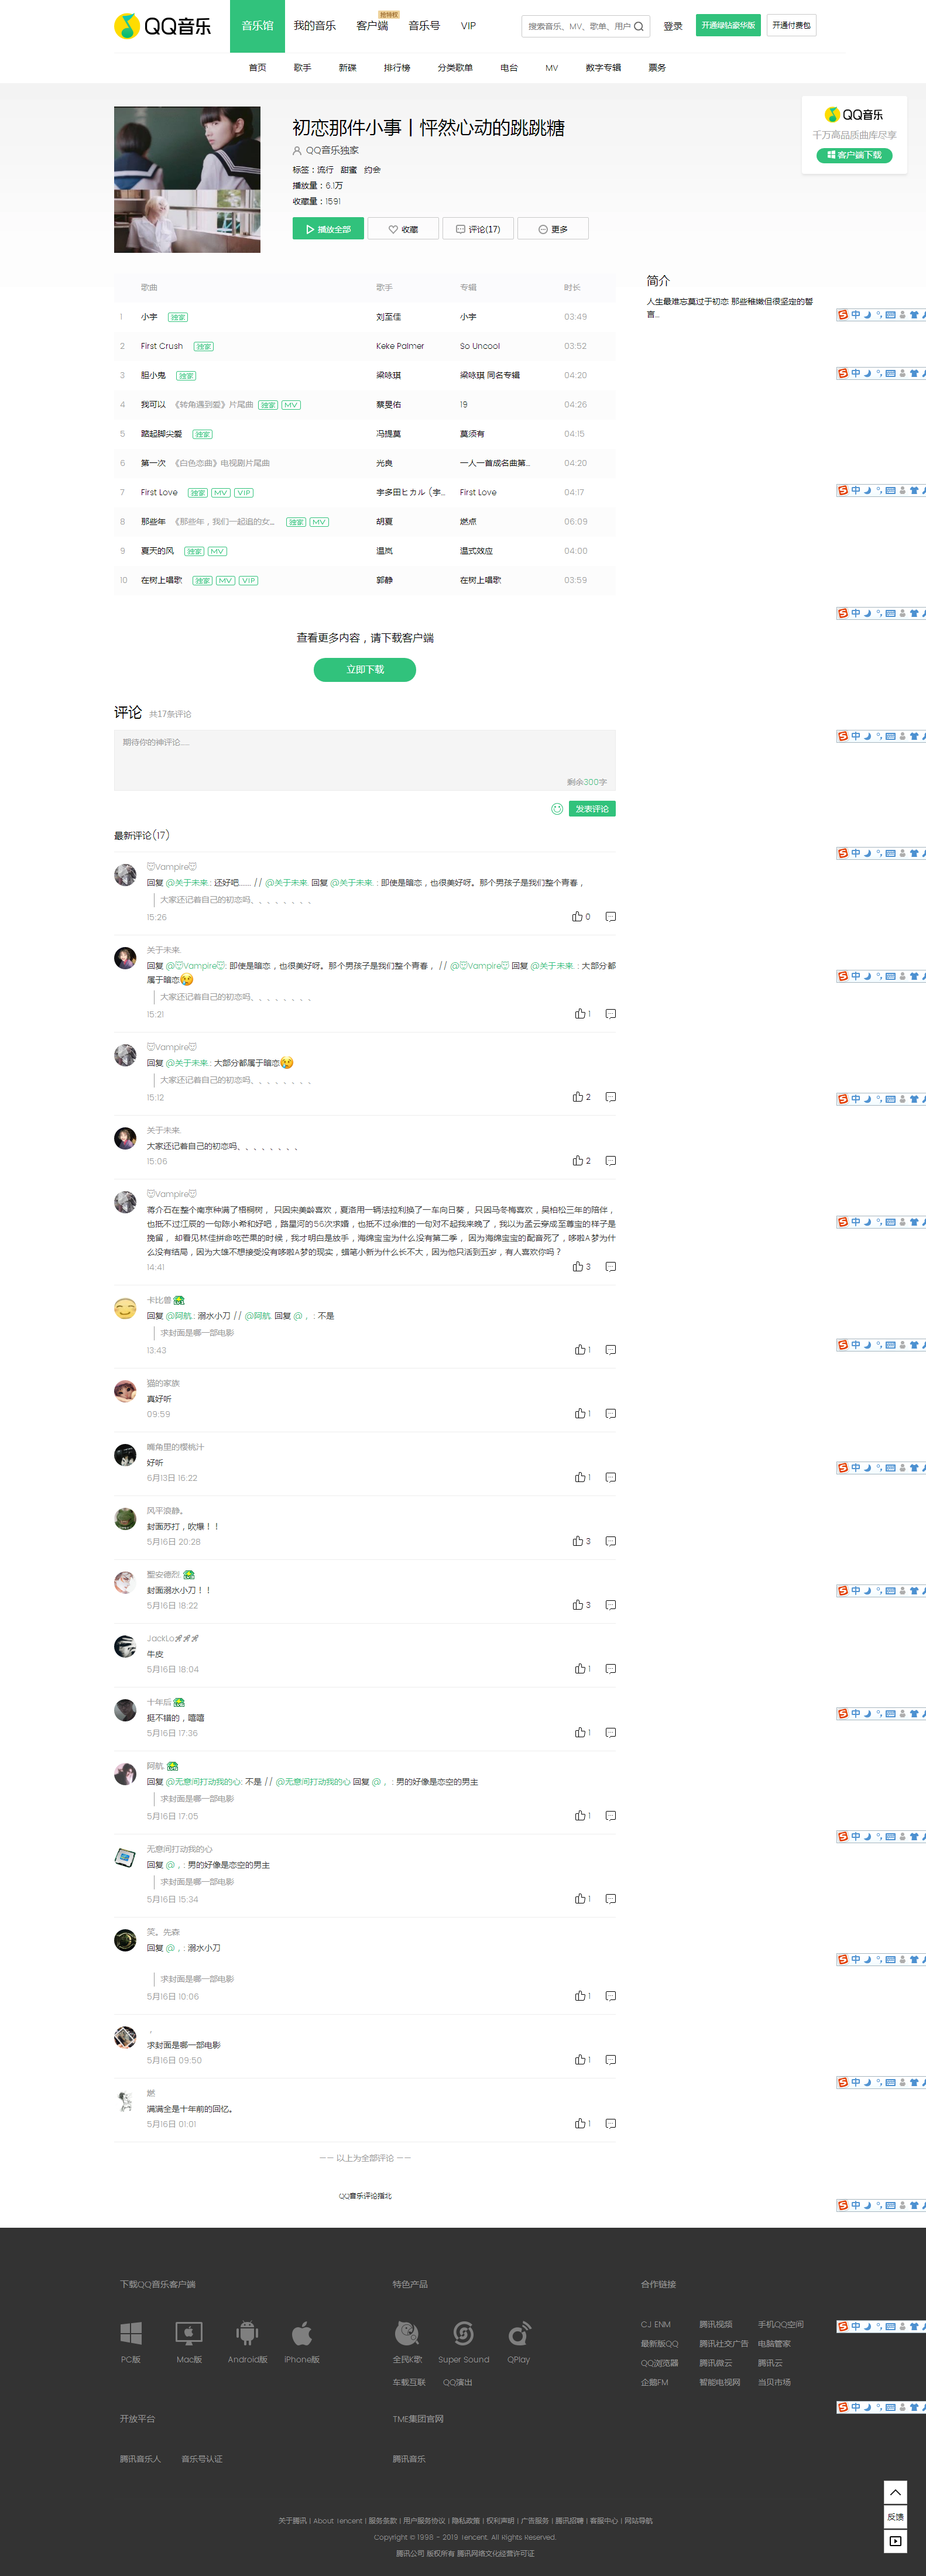 QQ音乐
音乐馆 我的音乐 客户端 音乐号 VIP
搜索音乐、MV、歌单、用户 登录 开通绿钻豪华版 开通付费包
首页 歌手 新碟 排行榜 分类歌单 电台 MV 数字专辑 票务
初恋那件小事丨怦然心动的跳跳糖
QQ音乐独家
标签：流行 甜蜜 约会
播放量：6.1万
收藏量：1591
播放全部 收藏 评论(17) 更多
QQ音乐
千万高品质曲库尽享
客户端下载
歌曲 歌手 专辑 时长
1 小宇 独家 刘至佳 小宇 03:49
2 First Crush 独家 Keke Palmer So Uncool 03:52
3 胆小鬼 独家 梁咏琪 梁咏琪 同名专辑 04:20
4 我可以 《转角遇到爱》片尾曲 独家 MV 蔡旻佑 19 04:26
5 踮起脚尖爱 独家 冯提莫 莫须有 04:15
6 第一次 《白色恋曲》电视剧片尾曲 光良 一人一首成名曲第... 04:20
7 First Love 独家 MV VIP 宇多田ヒカル (宇... First Love 04:17
8 那些年 《那些年，我们一起追的女... 独家 MV 胡夏 燃点 06:09
9 夏天的风 独家 MV 温岚 温式效应 04:00
10 在树上唱歌 独家 MV VIP 郭静 在树上唱歌 03:59
简介
人生最难忘莫过于初恋 那些稚嫩但很坚定的誓
言...
查看更多内容，请下载客户端
立即下载
评论 共17条评论
期待你的神评论……
剩余300字
发表评论
最新评论(17)
Vampire
回复 @关于未来.: 还好吧....... // @关于未来. 回复 @关于未来. : 即使是暗恋，也很美好呀。那个男孩子是我们整个青春，
大家还记着自己的初恋吗、、、、、、、、
15:26 0
关于未来.
回复 @Vampire: 即使是暗恋，也很美好呀。那个男孩子是我们整个青春， // @Vampire 回复 @关于未来. : 大部分都
属于暗恋
大家还记着自己的初恋吗、、、、、、、、
15:21 1
Vampire
回复 @关于未来.: 大部分都属于暗恋
大家还记着自己的初恋吗、、、、、、、、
15:12 2
关于未来.
大家还记着自己的初恋吗、、、、、、、、
15:06 2
Vampire
蒋介石在整个南京种满了梧桐树， 只因宋美龄喜欢，夏洛用一辆法拉利换了一车向日葵， 只因马冬梅喜欢，吴柏松三年的陪伴，
也抵不过江辰的一句陈小希和好吧，路星河的56次求婚，也抵不过余淮的一句对不起我来晚了，我以为孟云穿成至尊宝的样子是
挽留， 却看见林佳拼命吃芒果的时候，我才明白是放手，海绵宝宝为什么没有第二季， 因为海绵宝宝的配音死了，哆啦A梦为什
么没有结局，因为大雄不想接受没有哆啦A梦的现实，蜡笔小新为什么长不大，因为他只活到五岁，有人喜欢你吗？
14:41 3
卡比兽
回复 @阿航.: 溺水小刀 // @阿航. 回复 @， : 不是
求封面是哪一部电影
13:43 1
猫的家族
真好听
09:59 1
嘴角里的樱桃汁
好听
6月13日 16:22 1
风平浪静。
封面苏打，吹爆！！
5月16日 20:28 3
聖安德烈.
封面溺水小刀！！
5月16日 18:22 3
JackLo
牛皮
5月16日 18:04 1
十年后
挺不错的，嘻嘻
5月16日 17:36 1
阿航.
回复 @无意间打动我的心: 不是 // @无意间打动我的心 回复 @， : 男的好像是恋空的男主
求封面是哪一部电影
5月16日 17:05 1
无意间打动我的心
回复 @，: 男的好像是恋空的男主
求封面是哪一部电影
5月16日 15:34 1
笑。先森
回复 @，: 溺水小刀
求封面是哪一部电影
5月16日 10:06 1
，
求封面是哪一部电影
5月16日 09:50 1
燃
满满全是十年前的回忆。
5月16日 01:01 1
—— 以上为全部评论 ——
QQ音乐评论指北
下载QQ音乐客户端 特色产品 合作链接
PC版 Mac版 Android版 iPhone版
全民K歌 Super Sound QPlay
车载互联 QQ演出
CJ ENM 腾讯视频 手机QQ空间
最新版QQ 腾讯社交广告 电脑管家
QQ浏览器 腾讯微云 腾讯云
企鹅FM 智能电视网 当贝市场
开放平台 TME集团官网
腾讯音乐人 音乐号认证 腾讯音乐
反馈
关于腾讯 | About Tencent | 服务条款 | 用户服务协议 | 隐私政策 | 权利声明 | 广告服务 | 腾讯招聘 | 客服中心 | 网站导航
Copyright © 1998 - 2019 Tencent. All Rights Reserved.
腾讯公司 版权所有 腾讯网络文化经营许可证